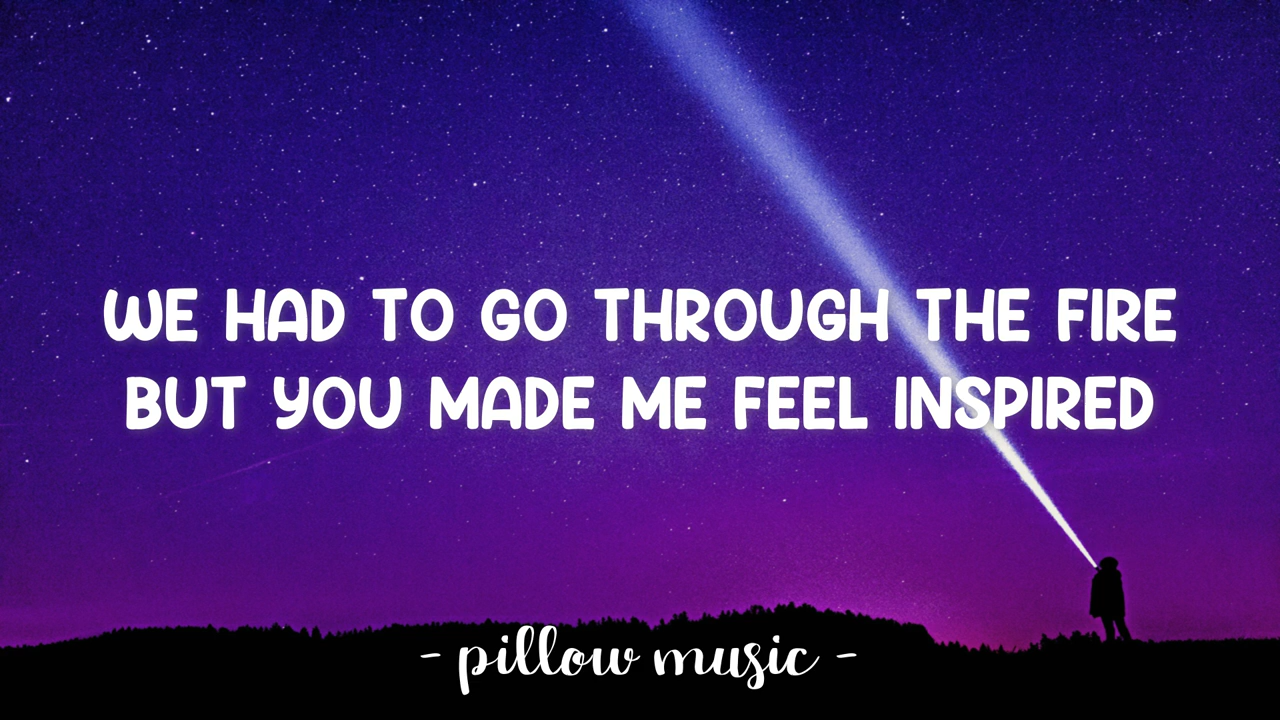 WE HAD TO GO THROUGH THE FIRE
BUT YOU MADE ME FEEL INSPIRED
- pillow music -